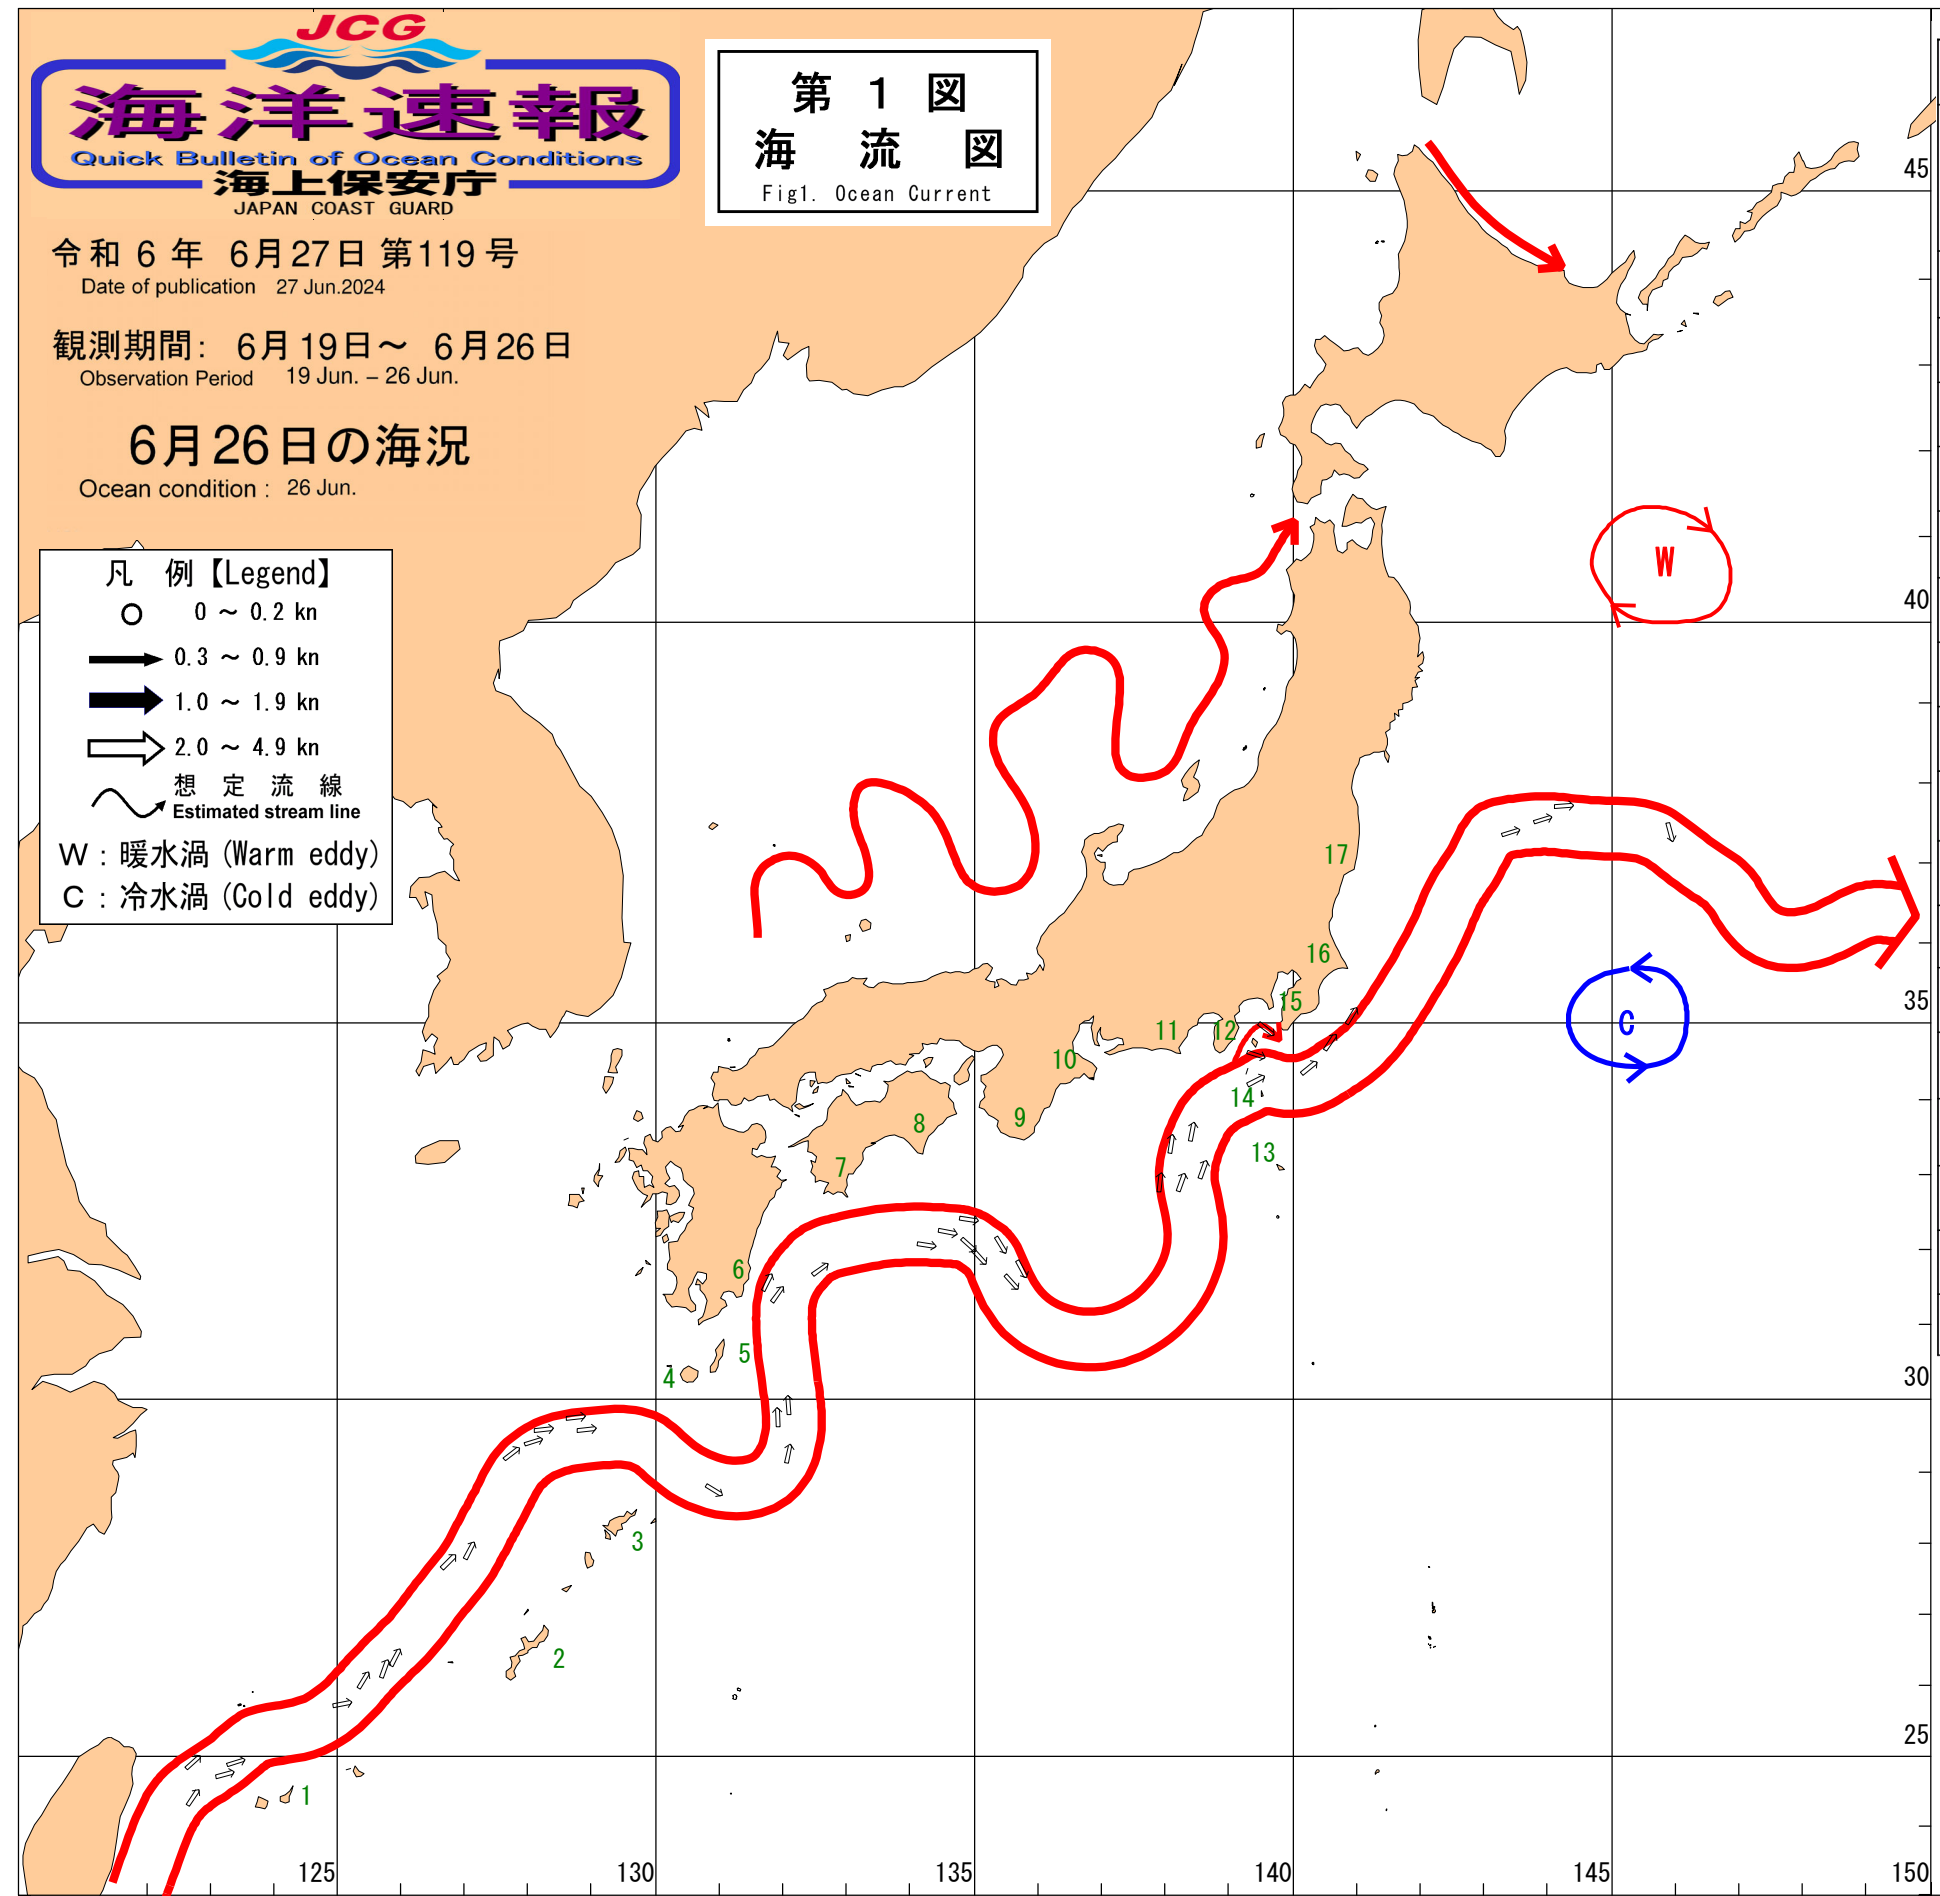 JCG
海洋速報
Quick Bulletin of Ocean Conditions
海上保安庁
JAPAN COAST GUARD
第 1 図
海 流 図
Fig1. Ocean Current
令和 6 年 6月27日 第119号
Date of publication 27 Jun.2024
観測期間: 6月19日～ 6月26日
Observation Period 19 Jun. – 26 Jun.
6月26日の海況
Ocean condition : 26 Jun.
凡 例【Legend】
0 ～ 0.2 kn
0.3 ～ 0.9 kn
1.0 ～ 1.9 kn
2.0 ～ 4.9 kn
想 定 流 線
Estimated stream line
W : 暖水渦 (Warm eddy)
C : 冷水渦 (Cold eddy)
45
W
40
17
16
35
15
C
12
11
10
14
9
8
13
7
6
5
4
30
3
2
25
1
125
130
135
140
145
150